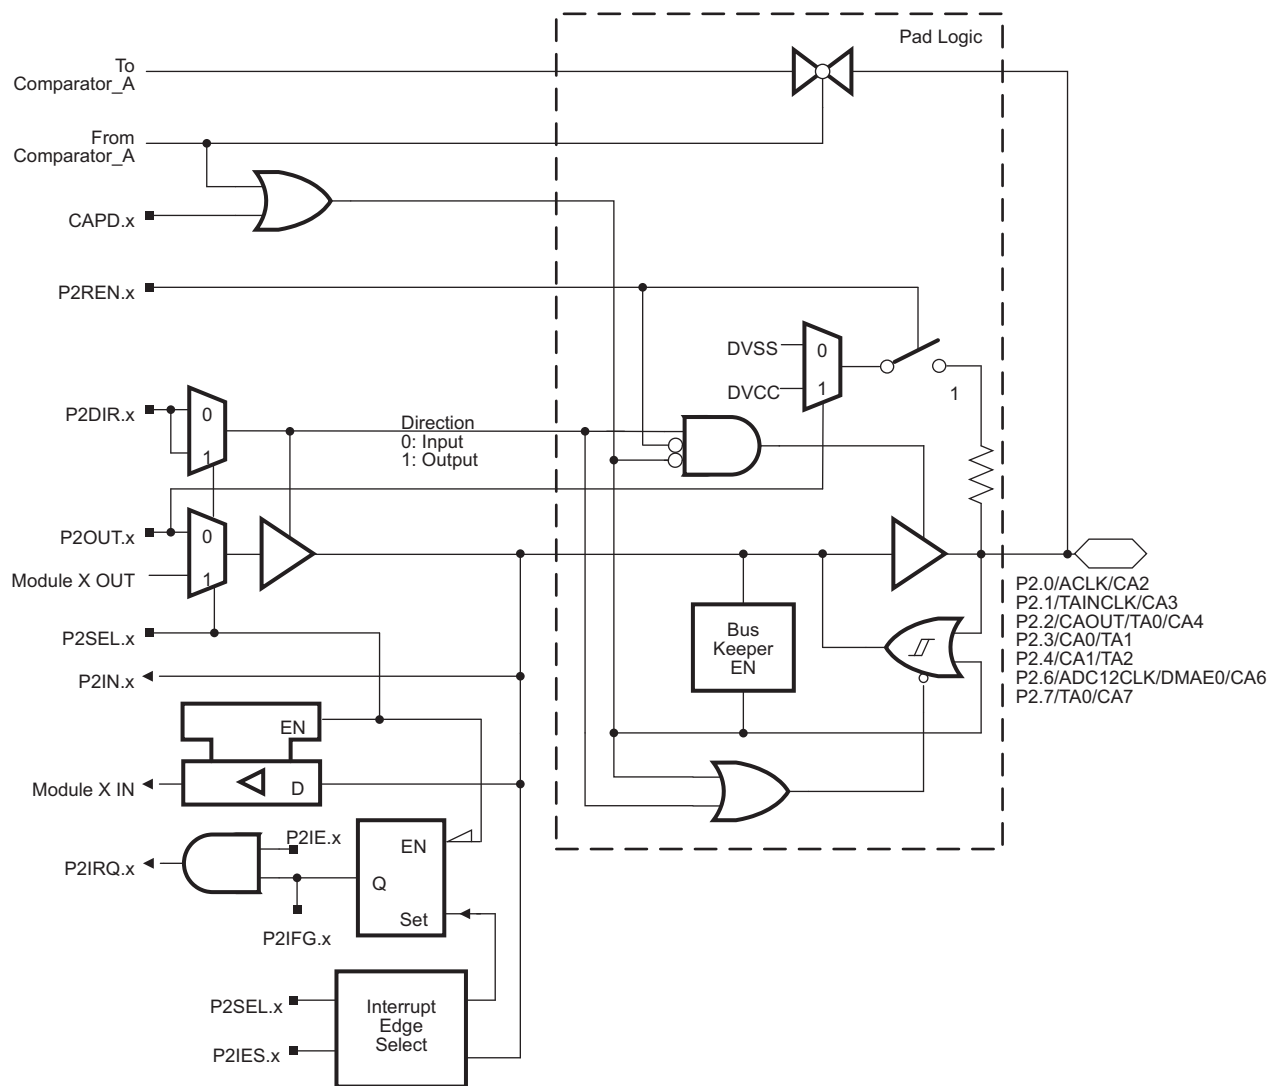 Pad Logic
To
Comparator_A
From
Comparator_A
CAPD.x
P2REN.x
DVSS
0
DVCC
1
1
P2DIR.x
0
1
Direction
0: Input
1: Output
P2OUT.x
0
Module X OUT
1
P2SEL.x
P2IN.x
Bus
Keeper
EN
P2.0/ACLK/CA2
P2.1/TAINCLK/CA3
P2.2/CAOUT/TA0/CA4
P2.3/CA0/TA1
P2.4/CA1/TA2
P2.6/ADC12CLK/DMAE0/CA6
P2.7/TA0/CA7
EN
Module X IN
D
P2IE.x
P2IRQ.x
EN
Q
Set
P2IFG.x
P2SEL.x
P2IES.x
Interrupt
Edge
Select